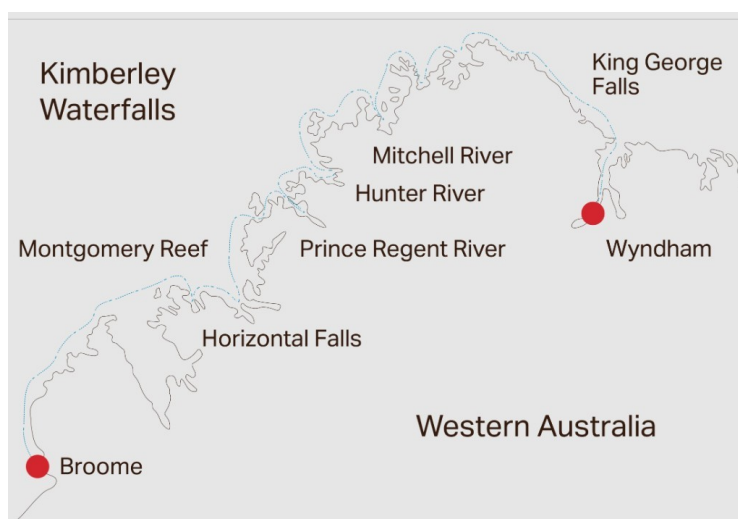 Kimberley
Waterfalls
King George
Falls
Mitchell River
Hunter River
Montgomery Reef
Prince Regent River
Wyndham
Horizontal Falls
Western Australia
Broome